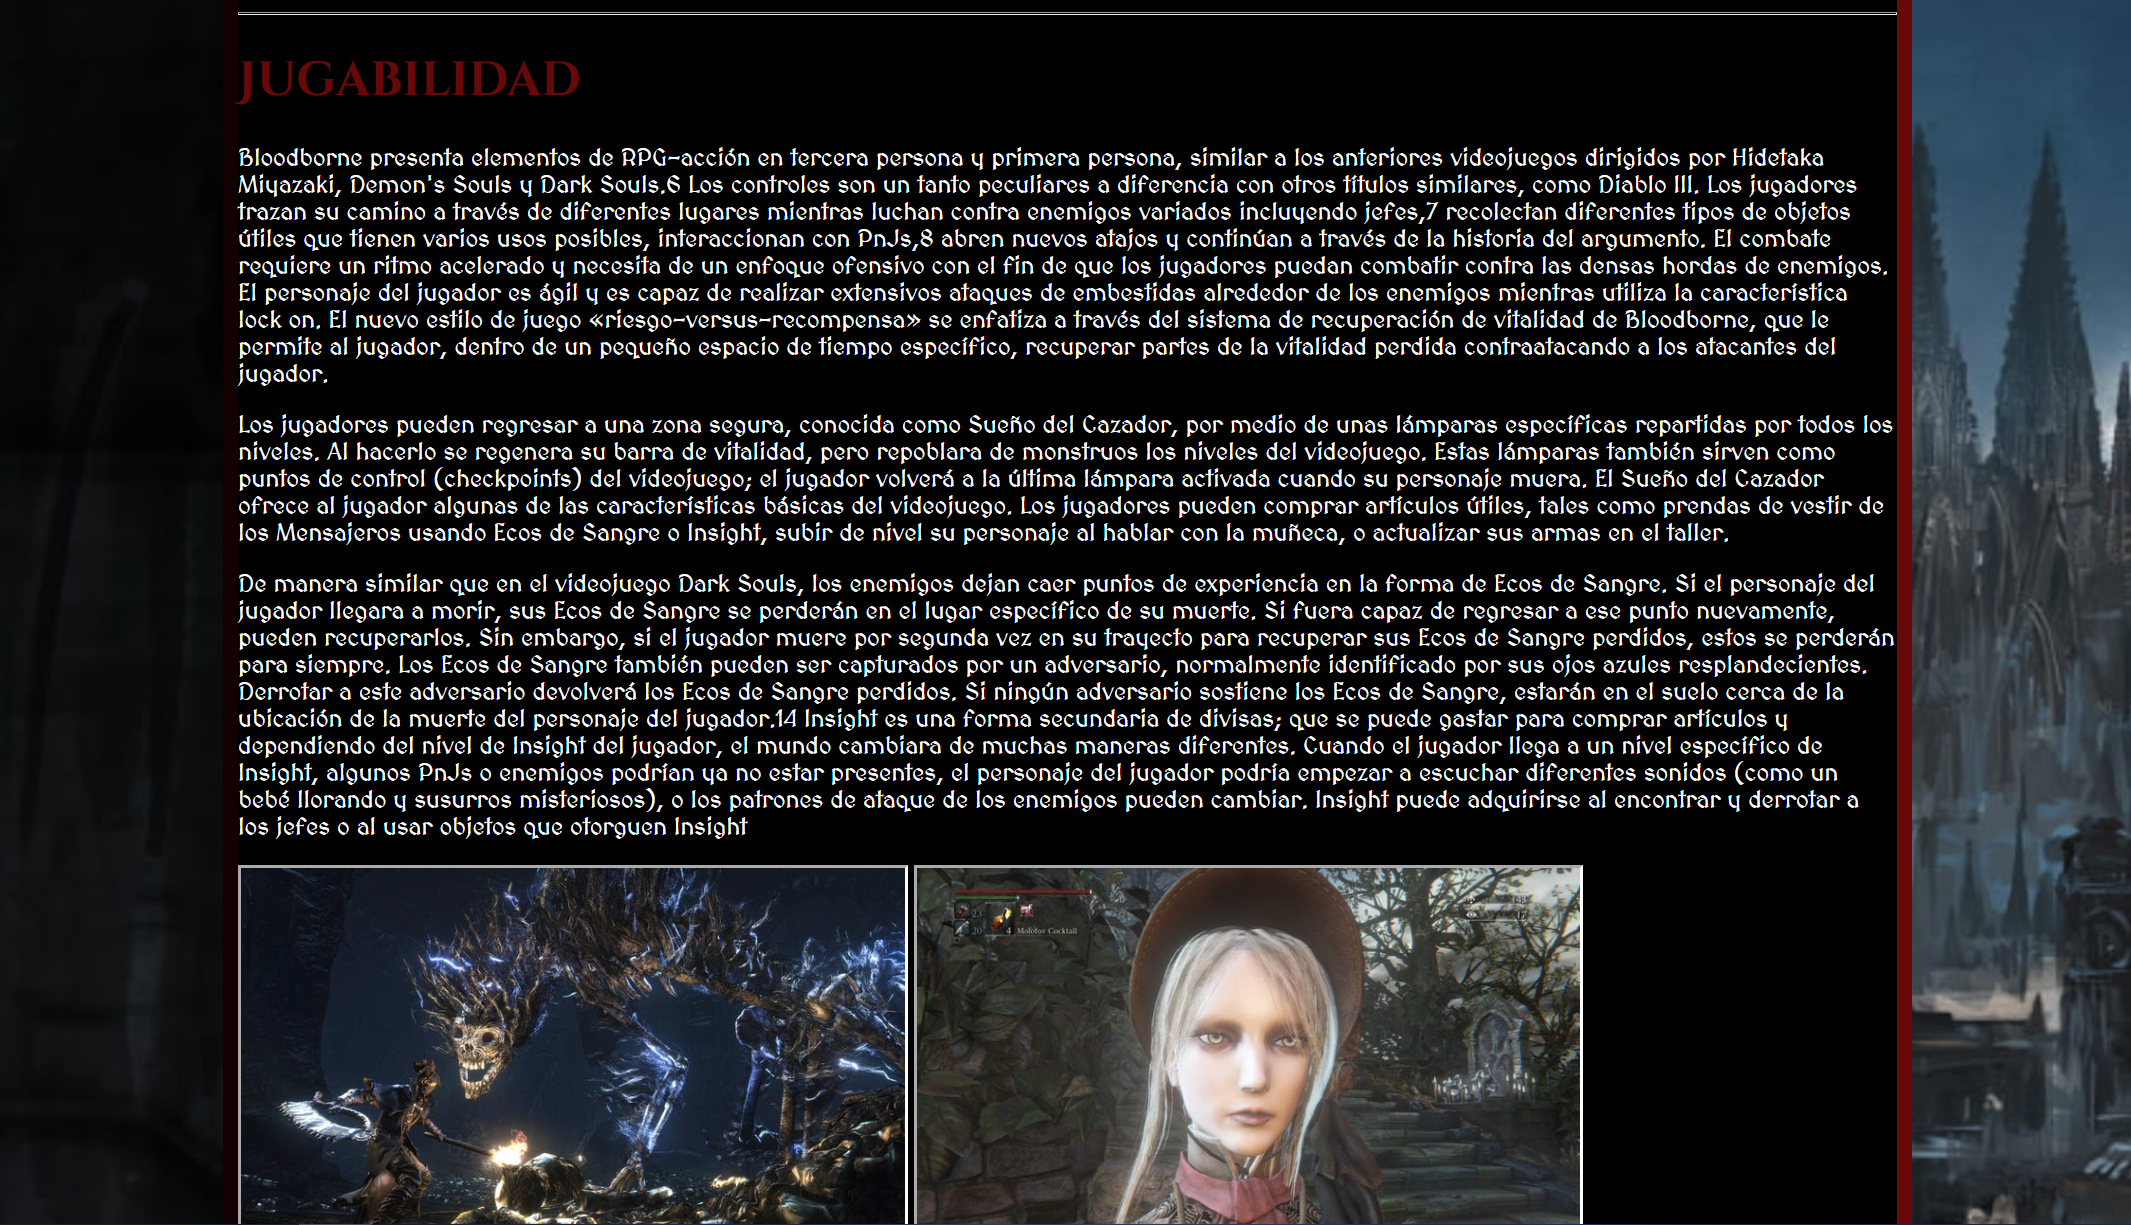 JUGABILIDAD
Bloodborne presenta elementos de RPG-acción en tercera persona y primera persona, similar a los anteriores videojuegos dirigidos por Hidetaka
Miyazaki, Demon's Souls y Dark Souls.6 Los controles son un tanto peculiares a diferencia con otros títulos similares, como Diablo III. Los jugadores
trazan su camino a través de diferentes lugares mientras luchan contra enemigos variados incluyendo jefes,7 recolectan diferentes tipos de objetos
útiles que tienen varios usos posibles, interaccionan con PnJs,8 abren nuevos atajos y continúan a través de la historia del argumento. El combate
requiere un ritmo acelerado y necesita de un enfoque ofensivo con el fin de que los jugadores puedan combatir contra las densas hordas de enemigos.
El personaje del jugador es ágil y es capaz de realizar extensivos ataques de embestidas alrededor de los enemigos mientras utiliza la característica
lock on. El nuevo estilo de juego «riesgo-versus-recompensa» se enfatiza a través del sistema de recuperación de vitalidad de Bloodborne, que le
permite al jugador, dentro de un pequeño espacio de tiempo específico, recuperar partes de la vitalidad perdida contraatacando a los atacantes del
jugador.
Los jugadores pueden regresar a una zona segura, conocida como Sueño del Cazador, por medio de unas lámparas específicas repartidas por todos los
niveles. Al hacerlo se regenera su barra de vitalidad, pero repoblara de monstruos los niveles del videojuego. Estas lámparas también sirven como
puntos de control (checkpoints) del videojuego; el jugador volverá a la última lámpara activada cuando su personaje muera. El Sueño del Cazador
ofrece al jugador algunas de las características básicas del videojuego. Los jugadores pueden comprar artículos útiles, tales como prendas de vestir de
los Mensajeros usando Ecos de Sangre o Insight, subir de nivel su personaje al hablar con la muñeca, o actualizar sus armas en el taller.
De manera similar que en el videojuego Dark Souls, los enemigos dejan caer puntos de experiencia en la forma de Ecos de Sangre. Si el personaje del
jugador llegara a morir, sus Ecos de Sangre se perderán en el lugar específico de su muerte. Si fuera capaz de regresar a ese punto nuevamente,
pueden recuperarlos. Sin embargo, si el jugador muere por segunda vez en su trayecto para recuperar sus Ecos de Sangre perdidos, estos se perderán
para siempre. Los Ecos de Sangre también pueden ser capturados por un adversario, normalmente identificado por sus ojos azules resplandecientes.
Derrotar a este adversario devolverá los Ecos de Sangre perdidos. Si ningún adversario sostiene los Ecos de Sangre, estarán en el suelo cerca de la
ubicación de la muerte del personaje del jugador.14 Insight es una forma secundaria de divisas; que se puede gastar para comprar artículos y
dependiendo del nivel de Insight del jugador, el mundo cambiara de muchas maneras diferentes. Cuando el jugador llega a un nivel específico de
Insight, algunos PnJs o enemigos podrían ya no estar presentes, el personaje del jugador podría empezar a escuchar diferentes sonidos (como un
bebé llorando y susurros misteriosos), o los patrones de ataque de los enemigos pueden cambiar. Insight puede adquirirse al encontrar y derrotar a
los jefes o al usar objetos que otorguen Insight
20 4 Molotov Cocktail
17